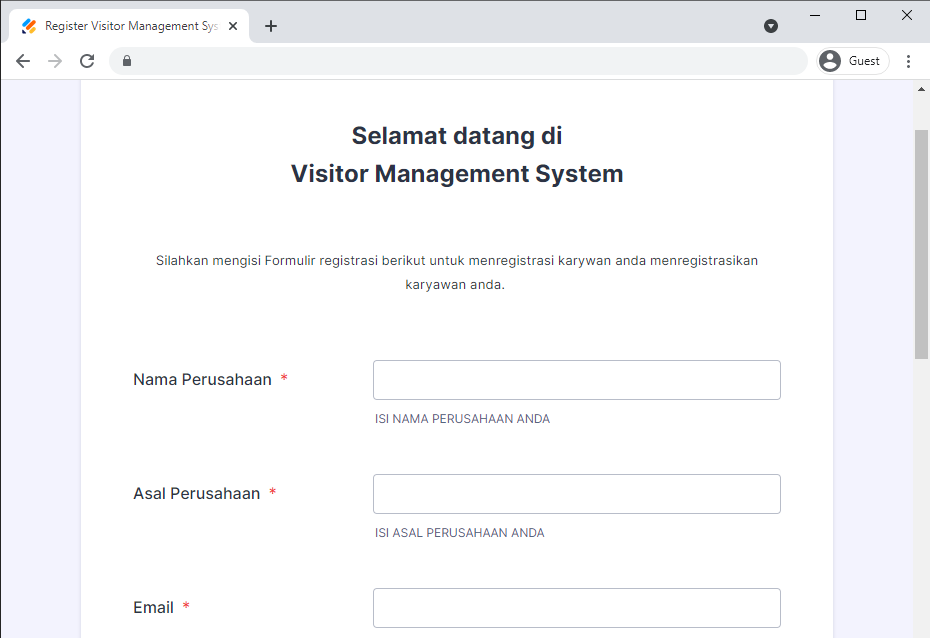 Register Visitor Management Sys
Guest
Selamat datang di
Visitor Management System
Silahkan mengisi Formulir registrasi berikut untuk menregistrasi karywan anda menregistrasikan
karyawan anda.
Nama Perusahaan *
ISI NAMA PERUSAHAAN ANDA
Asal Perusahaan *
ISI ASAL PERUSAHAAN ANDA
Email *